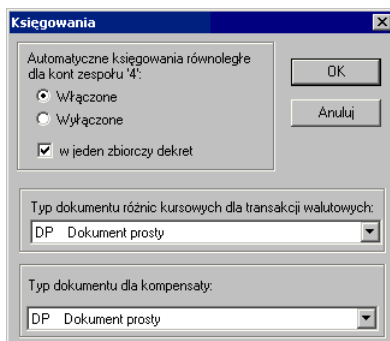 Księgowania
Automatyczne księgowania równoległe
dla kont zespołu '4':
Włączone
Wyłączone
w jeden zbiorczy dekret
OK
Anuluj
Typ dokumentu różnic kursowych dla transakcji walutowych:
DP Dokument prosty
Typ dokumentu dla kompensaty:
DP Dokument prosty